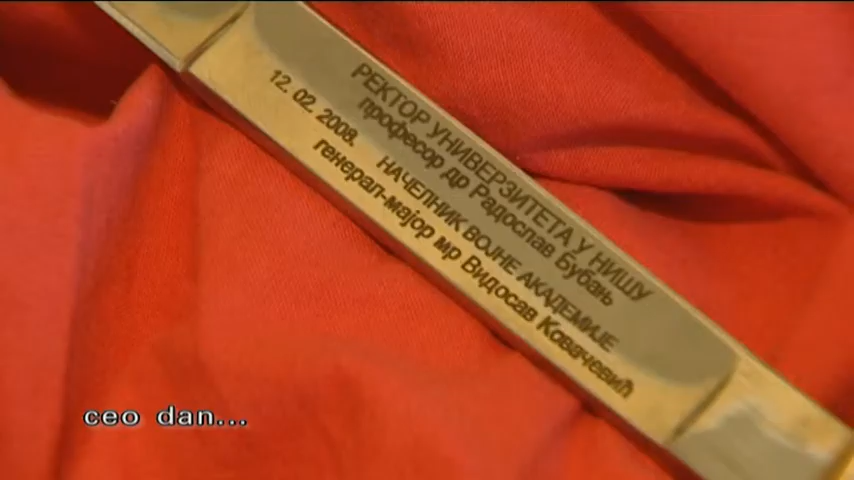 РЕКТОР УНИВЕРЗИТЕТА У НИШУ
професор др Радослав Бубањ
12. 02. 2008. НАЧЕЛНИК ВОЈНЕ АКАДЕМИЈЕ
генерал-мајор мр Видосав Ковачевић
ceo dan...